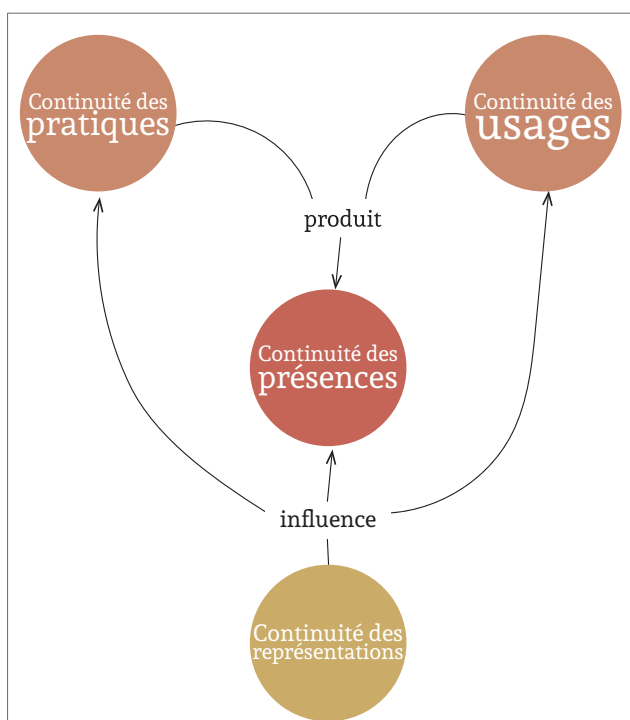 Continuité des
pratiques
Continuité des
usages
produit
Continuité des
présences
influence
Continuité des
représentations